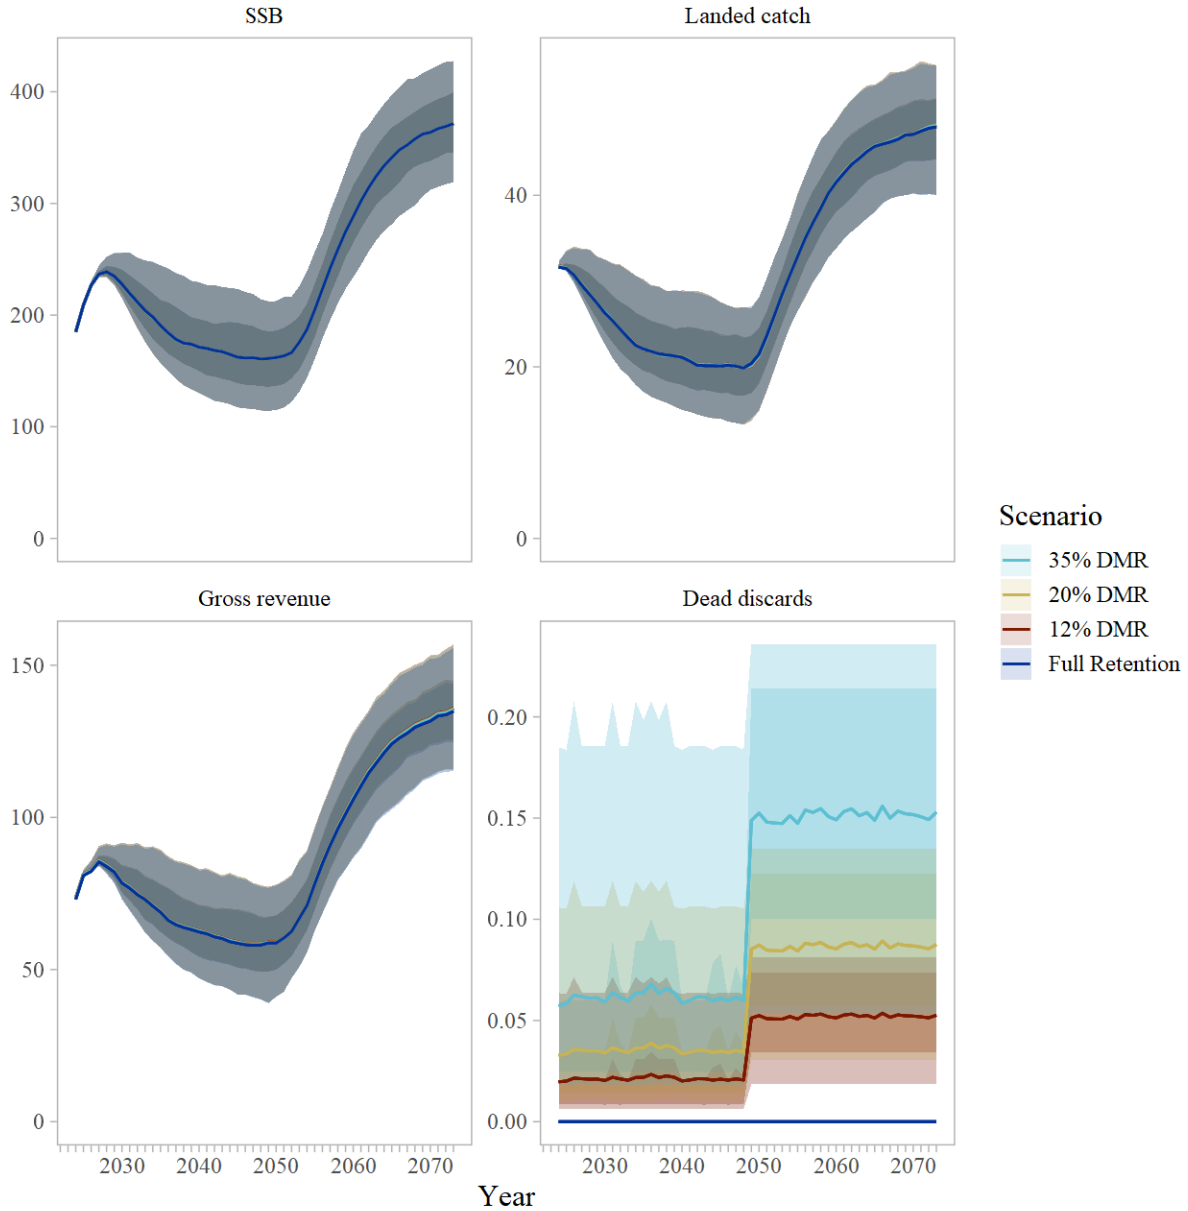 SSB
Landed catch
400
300
200
100
0
40
20
0
Gross revenue
Dead discards
150
100
50
0
0.20
0.15
0.10
0.05
0.00
2030 2040 2050 2060 2070
2030 2040 2050 2060 2070
Year
Scenario
35% DMR
20% DMR
12% DMR
Full Retention